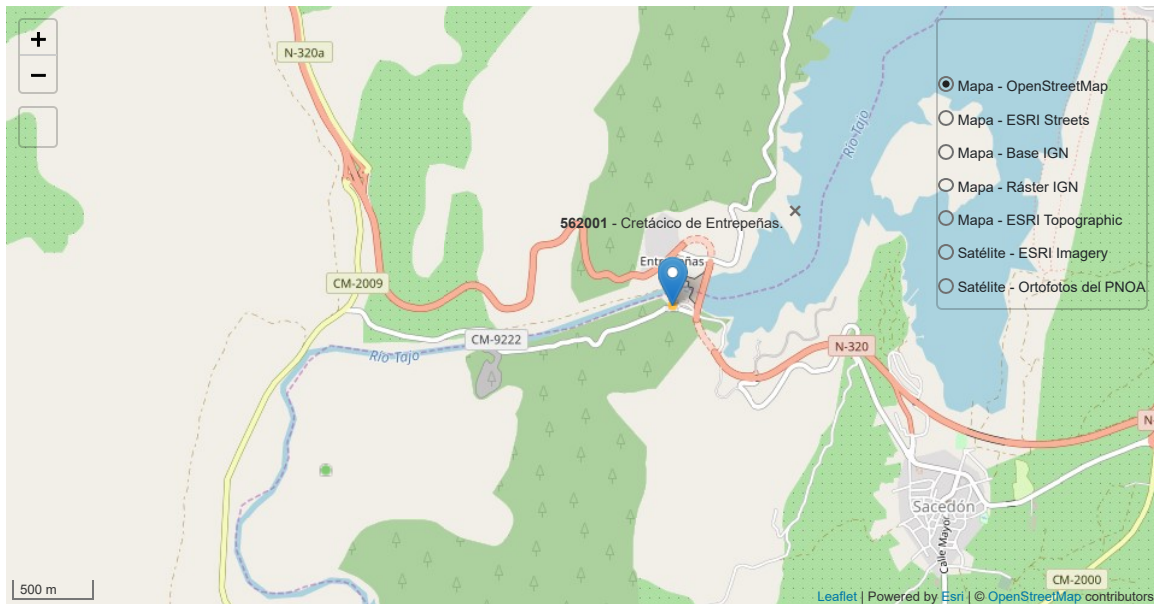 +
N-320a
−
Río Tajo
Mapa - OpenStreetMap
Mapa - ESRI Streets
Mapa - Base IGN
Mapa - Ráster IGN
Mapa - ESRI Topographic
Satélite - ESRI Imagery
Satélite - Ortofotos del PNOA
562001 - Cretácico de Entrepeñas.
×
Entrepeñas
CM-2009
CM-9222
Río Tajo
N-320
N-
Sacedón
Calle Mayor
CM-2000
500 m
Leaflet | Powered by Esri | © OpenStreetMap contributors